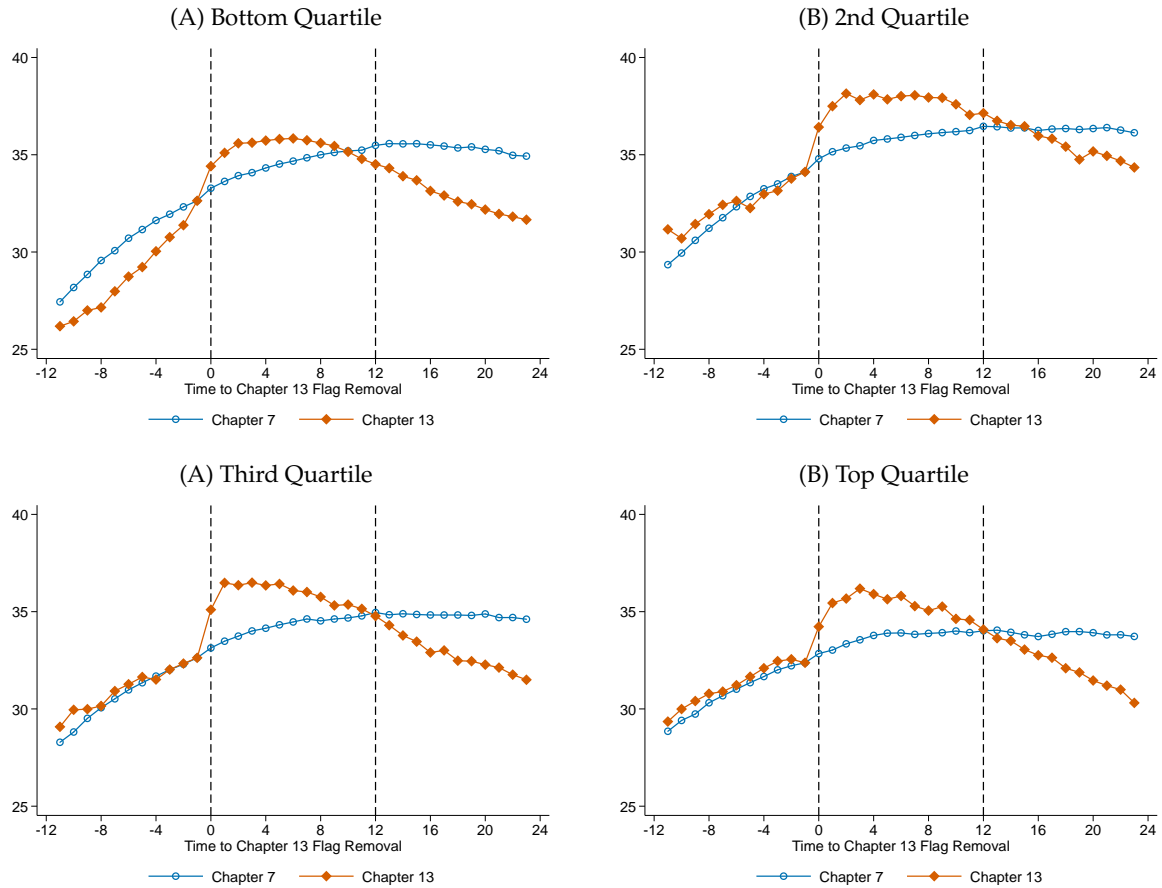 (A) Bottom Quartile
40
35
30
25
-12 -8 -4 0 4 8 12 16 20 24
Time to Chapter 13 Flag Removal
Chapter 7 Chapter 13
(B) 2nd Quartile
40
35
30
25
-12 -8 -4 0 4 8 12 16 20 24
Time to Chapter 13 Flag Removal
Chapter 7 Chapter 13
(A) Third Quartile
40
35
30
25
-12 -8 -4 0 4 8 12 16 20 24
Time to Chapter 13 Flag Removal
Chapter 7 Chapter 13
(B) Top Quartile
40
35
30
25
-12 -8 -4 0 4 8 12 16 20 24
Time to Chapter 13 Flag Removal
Chapter 7 Chapter 13